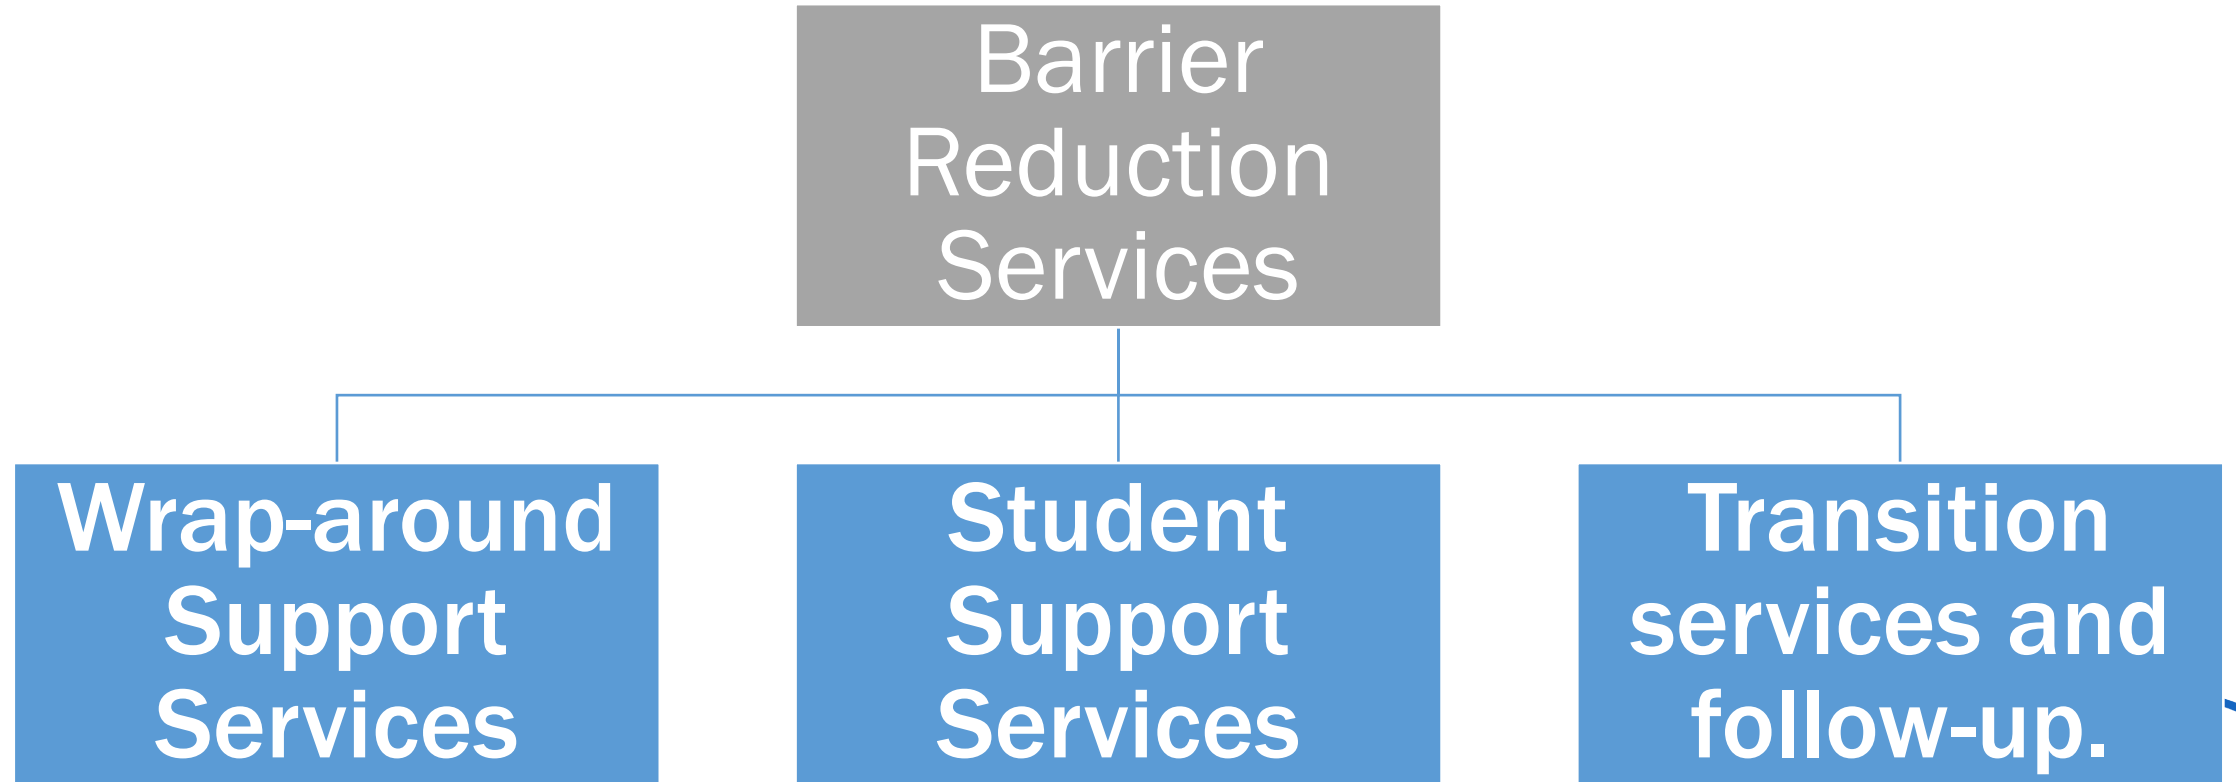 Barrier
Reduction
Services
Wrap-around
Support
Services
Student
Support
Services
Transition
services and
follow-up.